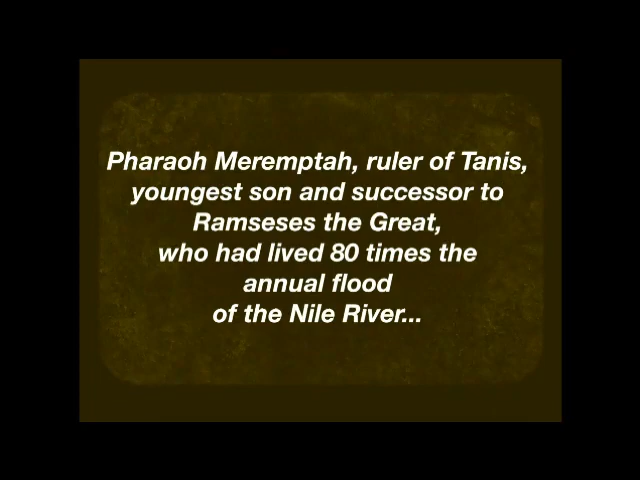 Pharaoh Meremptah, ruler of Tanis,
youngest son and successor to
Ramseses the Great,
who had lived 80 times the
annual flood
of the Nile River...